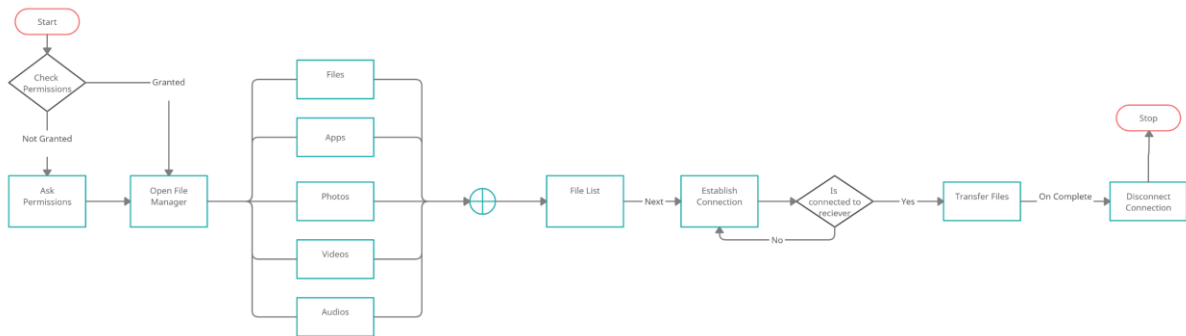 Start
Check
Permissions
Granted
Not Granted
Ask
Permissions
Open File
Manager
Files
Apps
Photos
Videos
Audios
File List
Next
Establish
Connection
Is
connected to
reciever
No
Yes
Transfer Files
On Complete
Disconnect
Connection
Stop